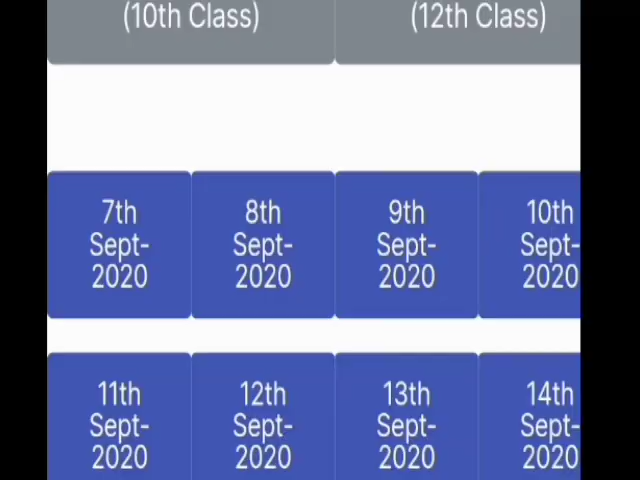 (10th Class) (12th Class)
7th 8th 9th 10th
Sept- Sept- Sept- Sept-
2020 2020 2020 2020
11th 12th 13th 14th
Sept- Sept- Sept- Sept-
2020 2020 2020 2020